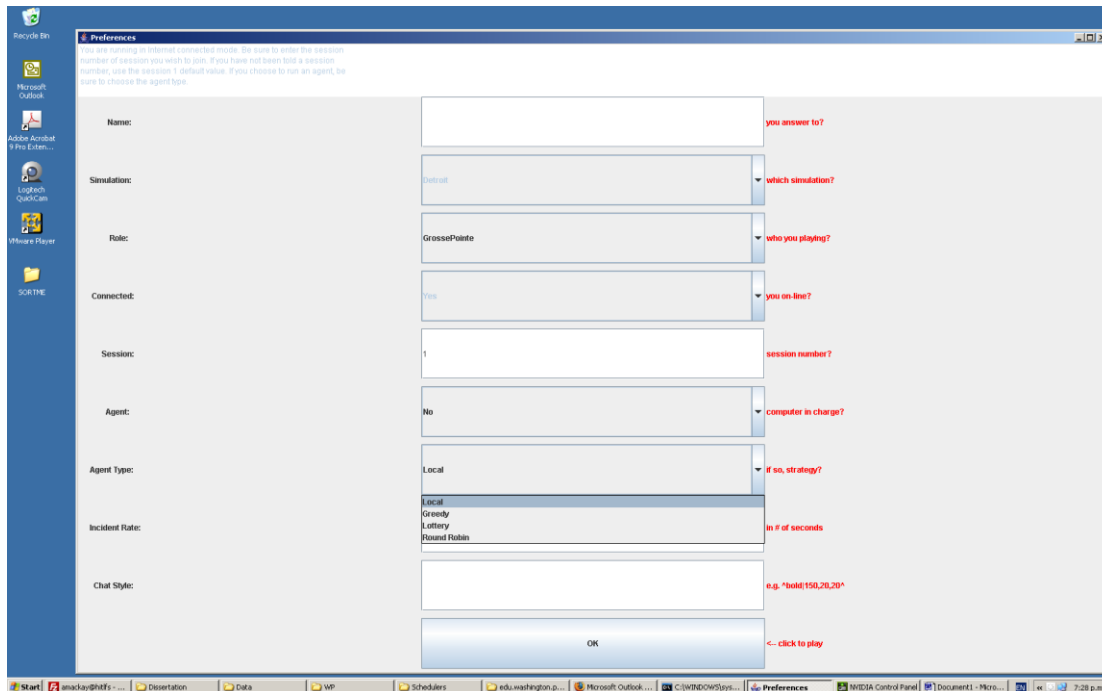 Recycle Bin
Preferences
You are running in Internet connected mode. Be sure to enter the session
number of session you wish to join. If you have not been told a session
number, use the session 1 default value. If you choose to run an agent, be
sure to choose the agent type.
Microsoft
Outlook
Name:
you answer to?
Adobe Acrobat
9 Pro Exten...
Simulation:
Detroit
which simulation?
Logitech
QuickCam
Role:
GrossePointe
who you playing?
VMware Player
SORTME
Connected:
Yes
you on-line?
Session:
1
session number?
Agent:
No
computer in charge?
Agent Type:
Local
if so, strategy?
Local
Greedy
Lottery
Round Robin
Incident Rate:
in # of seconds
Chat Style:
e.g. ^bold|150,20,20^
OK
<-- click to play
Start
amackay@hitlfs - ...
Dissertation
Data
WP
Schedulers
edu.washington.p...
Microsoft Outlook ...
C:\WINDOWS\sys...
Preferences
NVIDIA Control Panel
Document1 - Micro...
7:28 p.m.